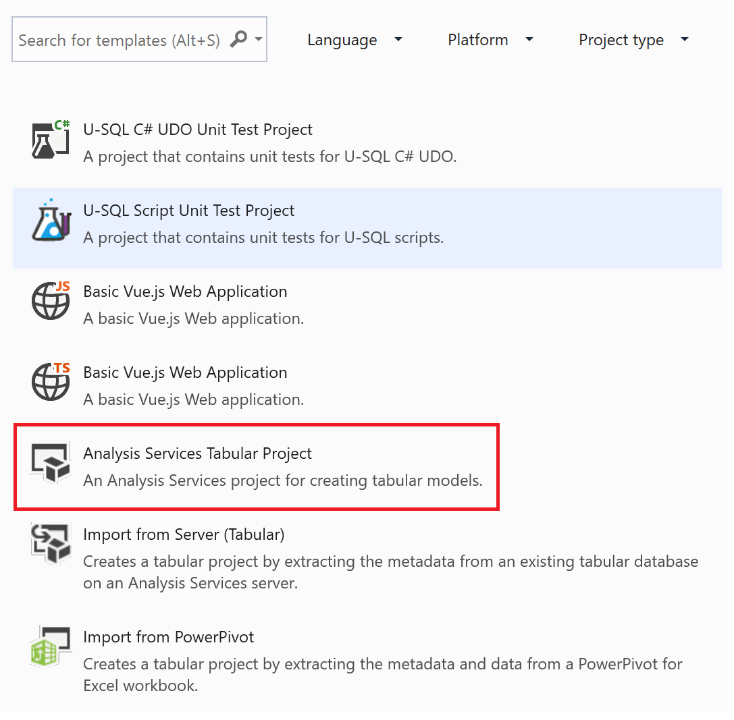 Search for templates (Alt+S)
Language
Platform
Project type
C#
U-SQL C# UDO Unit Test Project
A project that contains unit tests for U-SQL C# UDO.
U-SQL Script Unit Test Project
A project that contains unit tests for U-SQL scripts.
JS
Basic Vue.js Web Application
A basic Vue.js Web application.
TS
Basic Vue.js Web Application
A basic Vue.js Web application.
Analysis Services Tabular Project
An Analysis Services project for creating tabular models.
Import from Server (Tabular)
Creates a tabular project by extracting the metadata from an existing tabular database
on an Analysis Services server.
Import from PowerPivot
Creates a tabular project by extracting the metadata and data from a PowerPivot for
Excel workbook.